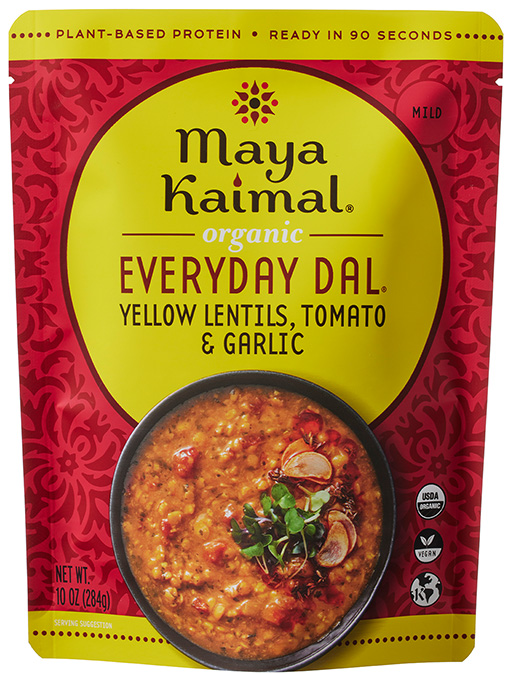 PLANT-BASED PROTEIN • READY IN 90 SECONDS
MILD
Maya
Kaimal®
organic
EVERYDAY DAL®
YELLOW LENTILS, TOMATO
& GARLIC
USDA
ORGANIC
VEGAN
K
NET WT.
10 OZ (284g)
SERVING SUGGESTION